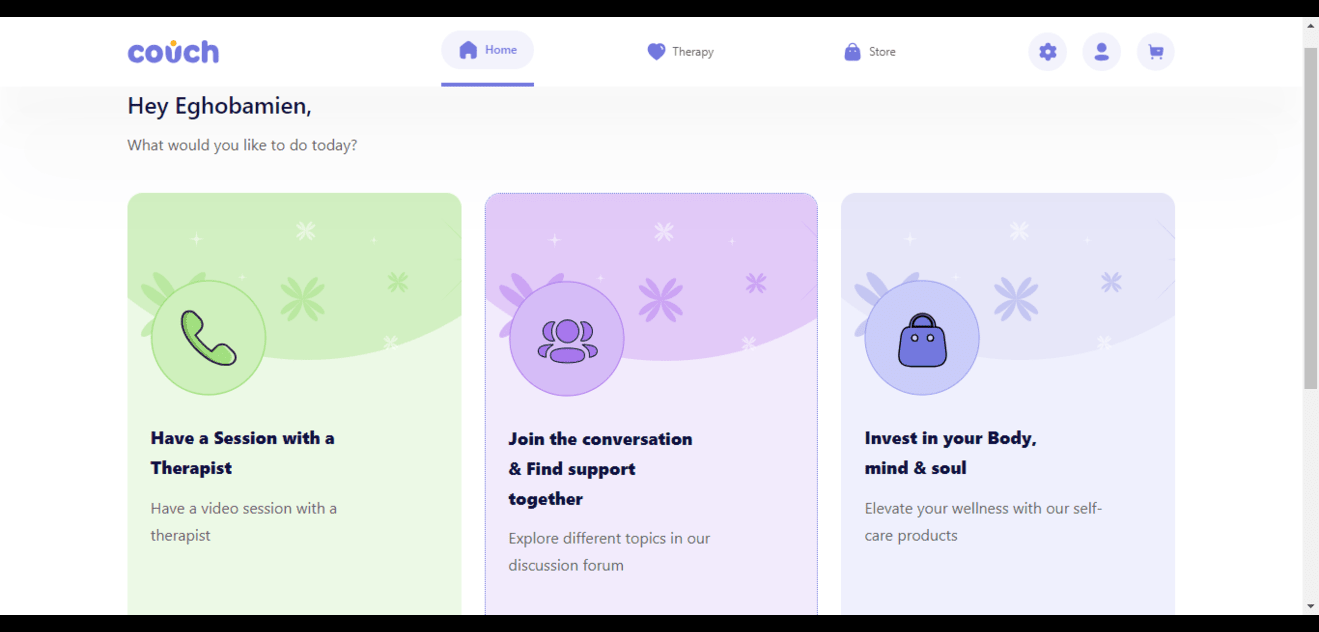 couch
Home
Therapy
Store
Hey Eghobamien,
What would you like to do today?
Have a Session with a
Therapist
Have a video session with a
therapist
Join the conversation
& Find support
together
Explore different topics in our
discussion forum
Invest in your Body,
mind & soul
Elevate your wellness with our self-
care products